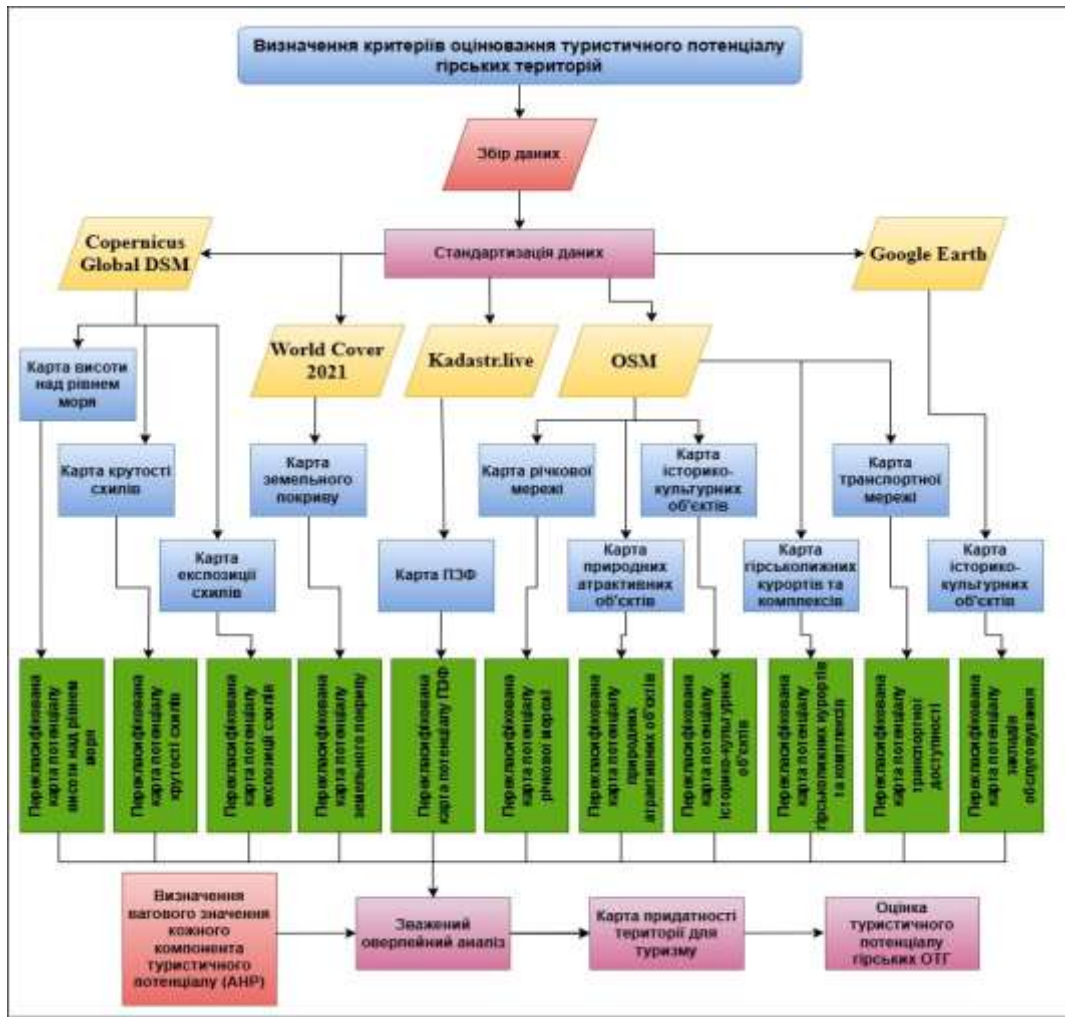 Визначення критеріїв оцінювання туристичного потенціалу
гірських територій
Збір даних
Стандартизація даних
Copernicus
Global DSM
Google Earth
World Cover
2021
Kadastr.live
OSM
Карта висоти
над рівнем
моря
Карта крутості
схилів
Карта
земельного
покриву
Карта річкової
мережі
Карта
історико-
культурних
об'єктів
Карта
транспортної
мережі
Карта
експозиції
схилів
Карта ПЗФ
Карта
природних
атрактивних
об'єктів
Карта
гірськолижних
курортів та
комплексів
Карта
історико-
культурних
об'єктів
Перекласифікована
карта потенціалу
висоти над рівнем
моря
Перекласифікована
карта потенціалу
крутості схилів
Перекласифікована
карта потенціалу
експозиції схилів
Перекласифікована
карта потенціалу
земельного покриву
Перекласифікована
карта потенціалу ПЗФ
Перекласифікована
карта потенціалу
річкової мережі
Перекласифікована
карта потенціалу
природних
атрактивних об'єктів
Перекласифікована
карта потенціалу
історико-культурних
об'єктів
Перекласифікована
карта потенціалу
гірськолижних курортів
та комплексів
Перекласифікована
карта потенціалу
транспортної
доступності
Перекласифікована
карта потенціалу
закладів
обслуговування
Визначення
вагового значення
кожного
компонента
туристичного
потенціалу (АНР)
Зважений
оверлейний аналіз
Карта придатності
території для
туризму
Оцінка
туристичного
потенціалу
гірських ОТГ